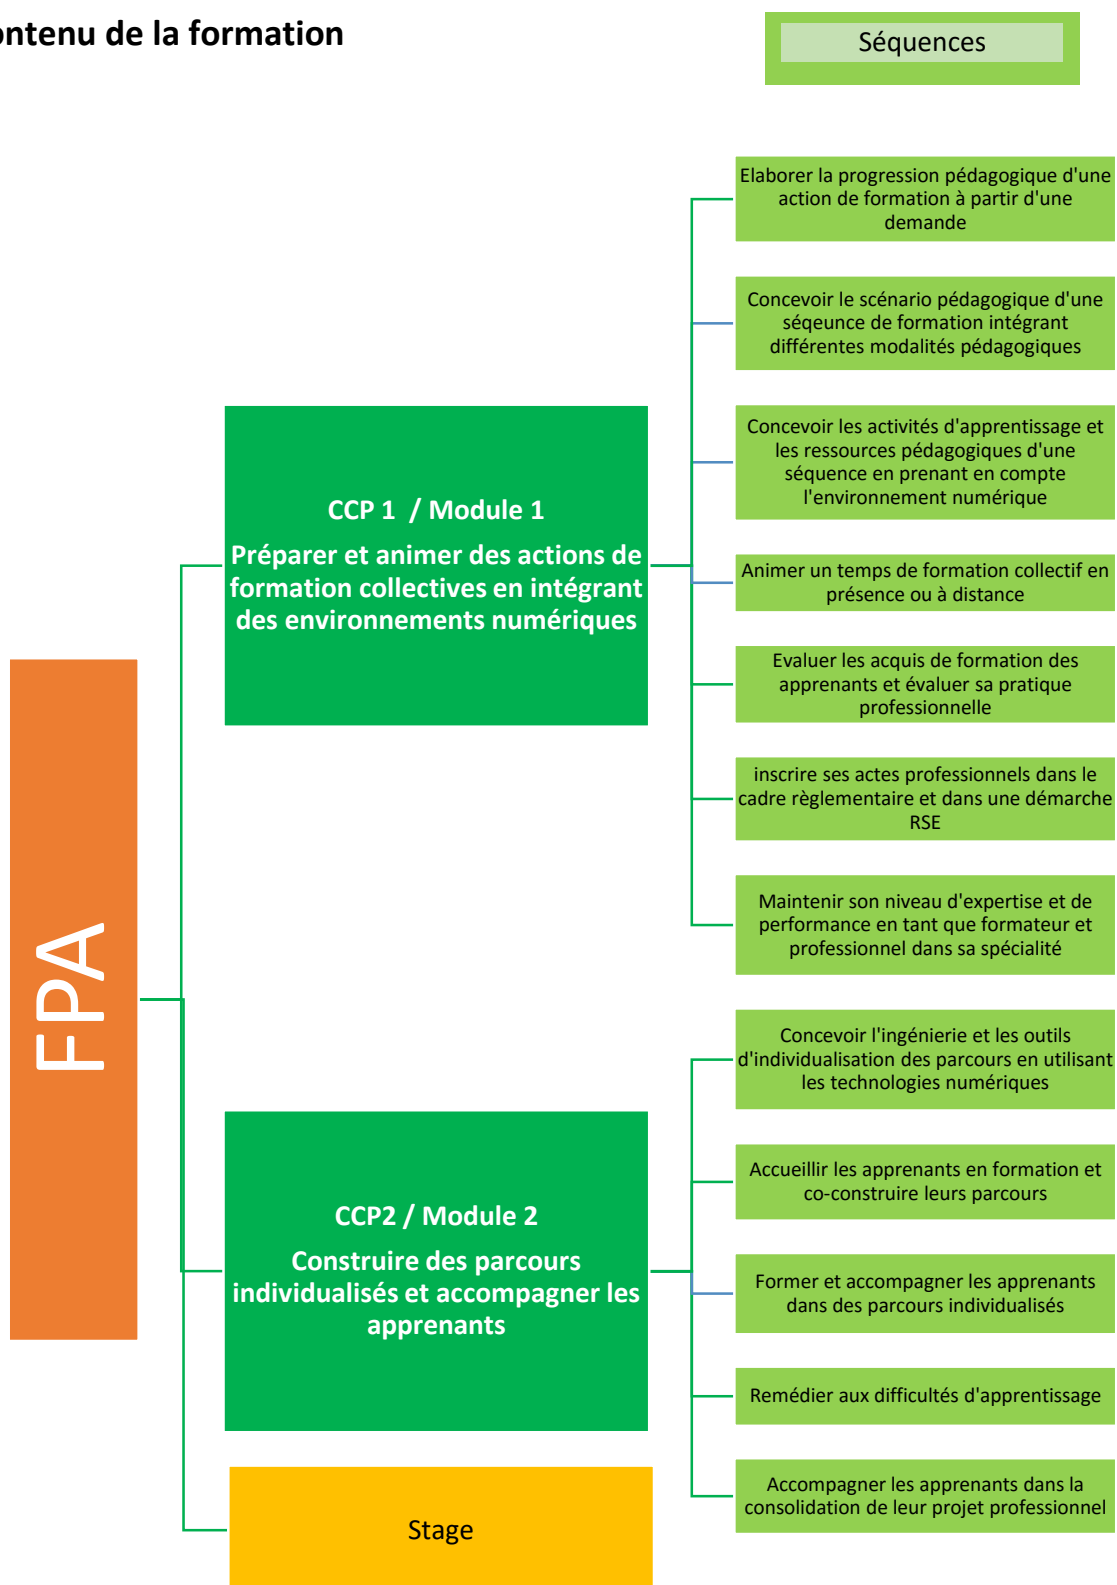 ontenu de la formation
Séquences
FPA
CCP 1  / Module 1
Préparer et animer des actions de
formation collectives en intégrant
des environnements numériques
Elaborer la progression pédagogique d'une
action de formation à partir d'une
demande
Concevoir le scénario pédagogique d'une
séqeunce de formation intégrant
différentes modalités pédagogiques
Concevoir les activités d'apprentissage et
les ressources pédagogiques d'une
séquence en prenant en compte
l'environnement numérique
Animer un temps de formation collectif en
présence ou à distance
Evaluer les acquis de formation des
apprenants et évaluer sa pratique
professionnelle
inscrire ses actes professionnels dans le
cadre règlementaire et dans une démarche
RSE
Maintenir son niveau d'expertise et de
performance en tant que formateur et
professionnel dans sa spécialité
CCP2 / Module 2
Construire des parcours
individualisés et accompagner les
apprenants
Concevoir l'ingénierie et les outils
d'individualisation des parcours en utilisant
les technologies numériques
Accueillir les apprenants en formation et
co-construire leurs parcours
Former et accompagner les apprenants
dans des parcours individualisés
Remédier aux difficultés d'apprentissage
Accompagner les apprenants dans la
consolidation de leur projet professionnel
Stage